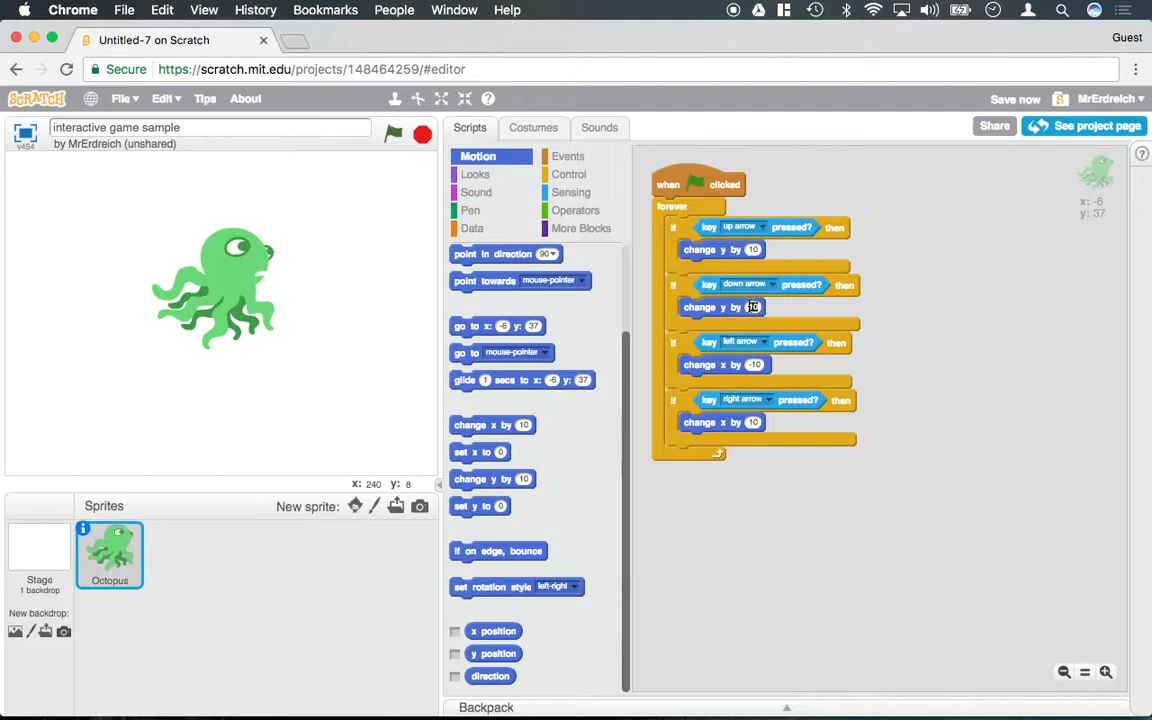 Chrome File Edit View History Bookmarks People Window Help
Untitled-7 on Scratch
Guest
Secure https://scratch.mit.edu/projects/148464259/#editor
SCRATCH File Edit Tips About Save now MrErdreich
v454 interactive game sample
by MrErdreich (unshared)
Scripts Costumes Sounds
Share See project page
Motion Events
Looks Control
Sound Sensing
Pen Operators
Data More Blocks
point in direction 90
point towards mouse-pointer
go to x: -6 y: 37
go to mouse-pointer
glide 1 secs to x: -6 y: 37
change x by 10
set x to 0
change y by 10
set y to 0
if on edge, bounce
set rotation style left-right
x position
y position
direction
when clicked
forever
if key up arrow pressed? then
change y by 10
if key down arrow pressed? then
change y by
if key left arrow pressed? then
change x by -10
if key right arrow pressed? then
change x by 10
x: -6
y: 37
x: 240 y: 8
Sprites New sprite:
Stage
1 backdrop
New backdrop:
Octopus
Backpack